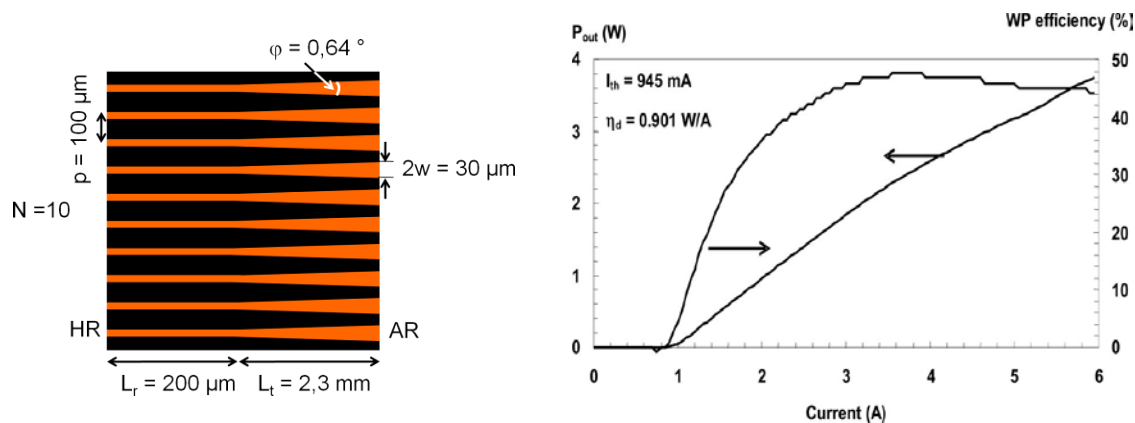 φ = 0,64 °
p = 100 µm
2w = 30 µm
N =10
HR
AR
L_r = 200 µm
L_t = 2,3 mm
P_out (W)
WP efficiency (%)
I_th = 945 mA
η_d = 0.901 W/A
4
3
2
1
0
50
40
30
20
10
0
0 1 2 3 4 5 6
Current (A)